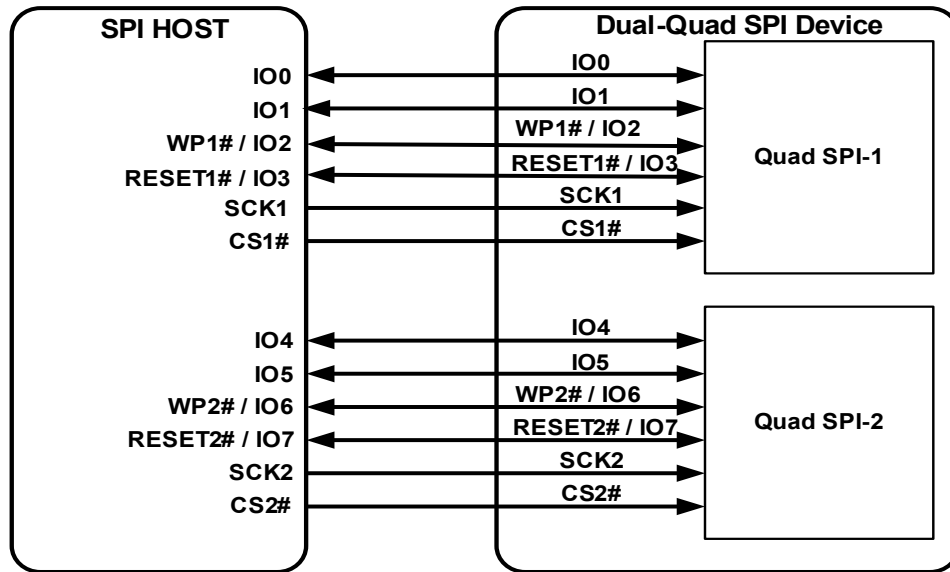 SPI HOST
Dual-Quad SPI Device
IO0
IO0
IO1
IO1
WP1# / IO2
WP1# / IO2
RESET1# / IO3
RESET1# / IO3
SCK1
SCK1
CS1#
CS1#
Quad SPI-1
IO4
IO4
IO5
IO5
WP2# / IO6
WP2# / IO6
RESET2# / IO7
RESET2# / IO7
SCK2
SCK2
CS2#
CS2#
Quad SPI-2